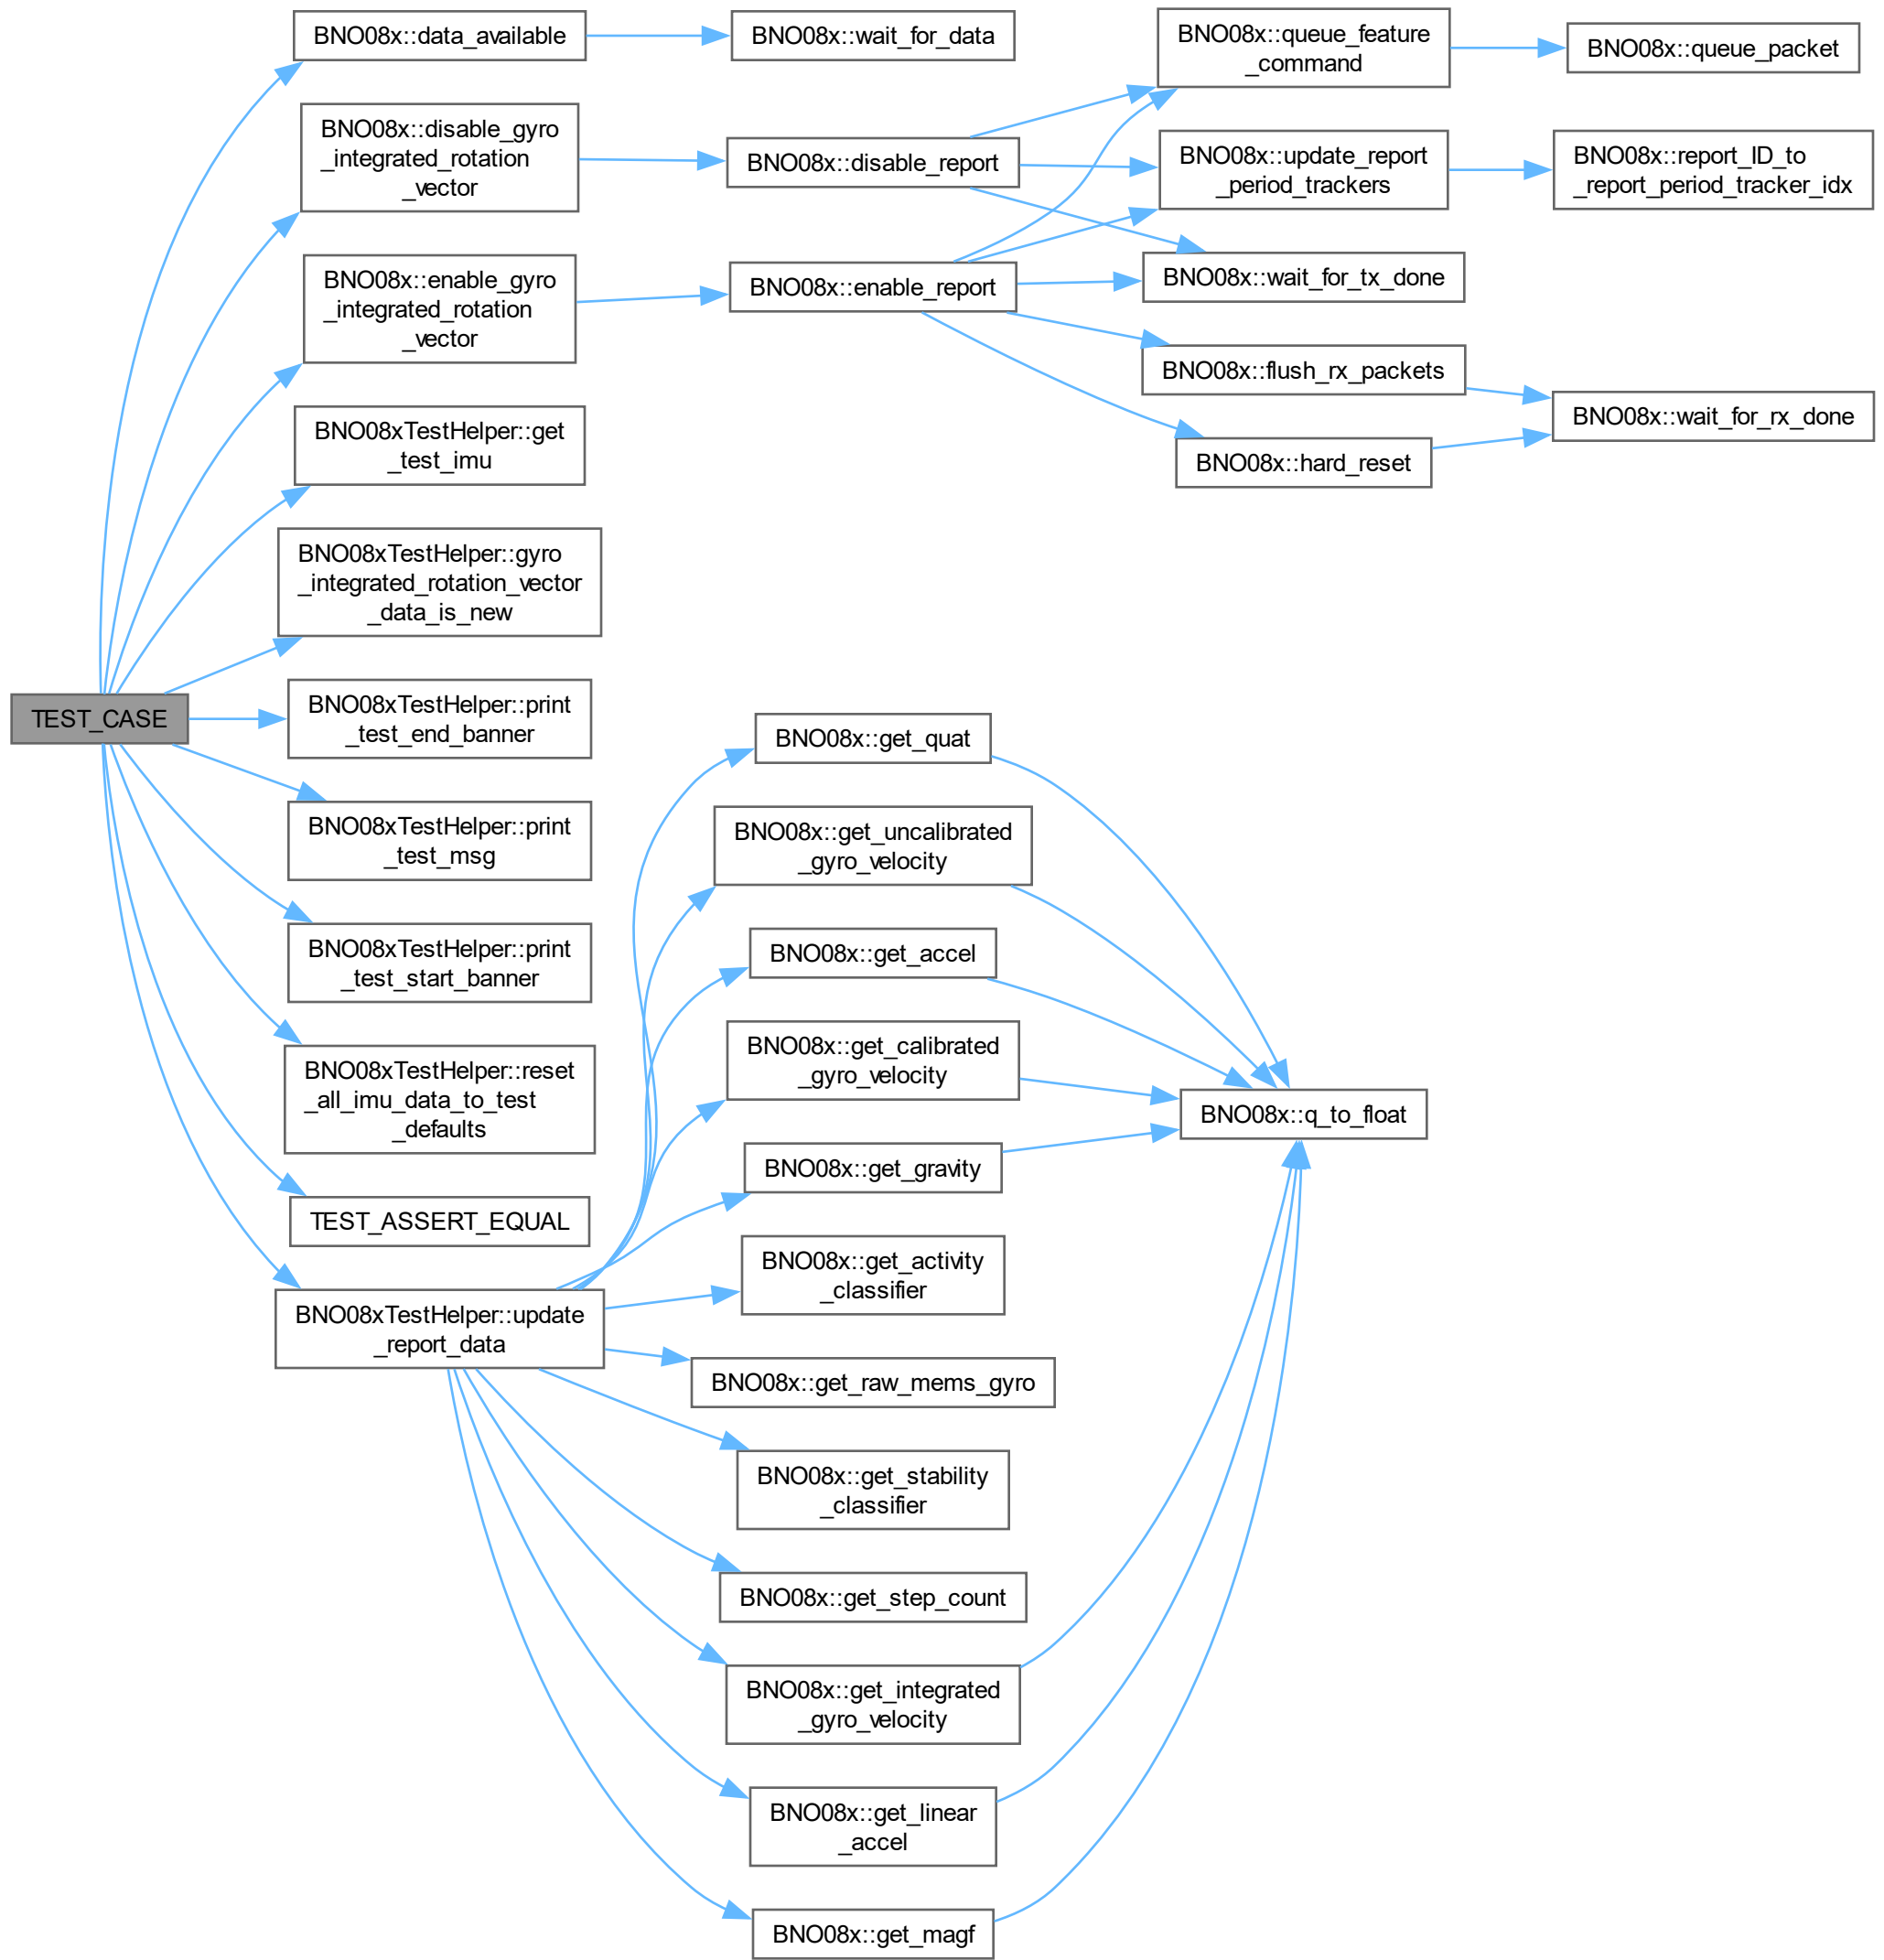 TEST_CASE
BNO08x::data_available
BNO08x::wait_for_data
BNO08x::disable_gyro
_integrated_rotation
_vector
BNO08x::disable_report
BNO08x::queue_feature
_command
BNO08x::queue_packet
BNO08x::update_report
_period_trackers
BNO08x::report_ID_to
_report_period_tracker_idx
BNO08x::wait_for_tx_done
BNO08x::enable_gyro
_integrated_rotation
_vector
BNO08x::enable_report
BNO08x::flush_rx_packets
BNO08x::wait_for_rx_done
BNO08x::hard_reset
BNO08xTestHelper::get
_test_imu
BNO08xTestHelper::gyro
_integrated_rotation_vector
_data_is_new
BNO08xTestHelper::print
_test_end_banner
BNO08xTestHelper::print
_test_msg
BNO08xTestHelper::print
_test_start_banner
BNO08xTestHelper::reset
_all_imu_data_to_test
_defaults
TEST_ASSERT_EQUAL
BNO08xTestHelper::update
_report_data
BNO08x::get_quat
BNO08x::get_uncalibrated
_gyro_velocity
BNO08x::get_accel
BNO08x::get_calibrated
_gyro_velocity
BNO08x::q_to_float
BNO08x::get_gravity
BNO08x::get_activity
_classifier
BNO08x::get_raw_mems_gyro
BNO08x::get_stability
_classifier
BNO08x::get_step_count
BNO08x::get_integrated
_gyro_velocity
BNO08x::get_linear
_accel
BNO08x::get_magf